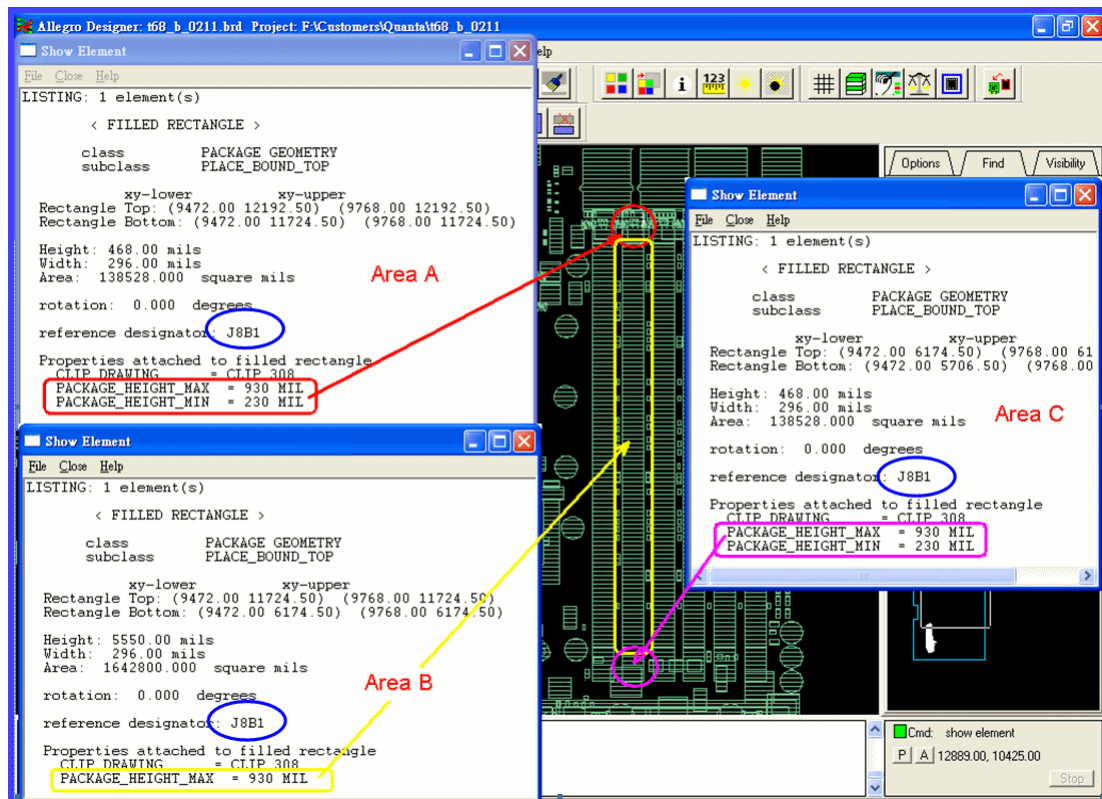 Allegro Designer: t68_b_0211.brd Project: F:\Customers\Quanta\t68_b_0211
elp
Show Element
File Close Help
LISTING: 1 element(s)
< FILLED RECTANGLE >
class PACKAGE GEOMETRY
subclass PLACE_BOUND_TOP
xy-lower xy-upper
Rectangle Top: (9472.00 12192.50) (9768.00 12192.50)
Rectangle Bottom: (9472.00 11724.50) (9768.00 11724.50)
Height: 468.00 mils
Width: 296.00 mils
Area: 138528.000 square mils
Area A
rotation: 0.000 degrees
reference designator: J8B1
Properties attached to filled rectangle
CLIP_DRAWING = CLIP_308
PACKAGE_HEIGHT_MAX = 930 MIL
PACKAGE_HEIGHT_MIN = 230 MIL
Show Element
File Close Help
LISTING: 1 element(s)
< FILLED RECTANGLE >
class PACKAGE GEOMETRY
subclass PLACE_BOUND_TOP
xy-lower xy-upper
Rectangle Top: (9472.00 11724.50) (9768.00 11724.50)
Rectangle Bottom: (9472.00 6174.50) (9768.00 6174.50)
Height: 5550.00 mils
Width: 296.00 mils
Area: 1642800.000 square mils
Area B
rotation: 0.000 degrees
reference designator: J8B1
Properties attached to filled rectangle
CLIP_DRAWING = CLIP_308
PACKAGE_HEIGHT_MAX = 930 MIL
123
Options Find Visibility
Show Element
File Close Help
LISTING: 1 element(s)
< FILLED RECTANGLE >
class PACKAGE GEOMETRY
subclass PLACE_BOUND_TOP
xy-lower xy-upper
Rectangle Top: (9472.00 6174.50) (9768.00 61
Rectangle Bottom: (9472.00 5706.50) (9768.00
Height: 468.00 mils
Width: 296.00 mils
Area: 138528.000 square mils
Area C
rotation: 0.000 degrees
reference designator: J8B1
Properties attached to filled rectangle
CLIP_DRAWING = CLIP_308
PACKAGE_HEIGHT_MAX = 930 MIL
PACKAGE_HEIGHT_MIN = 230 MIL
Cmd: show element
P A 12889.00, 10425.00
Stop